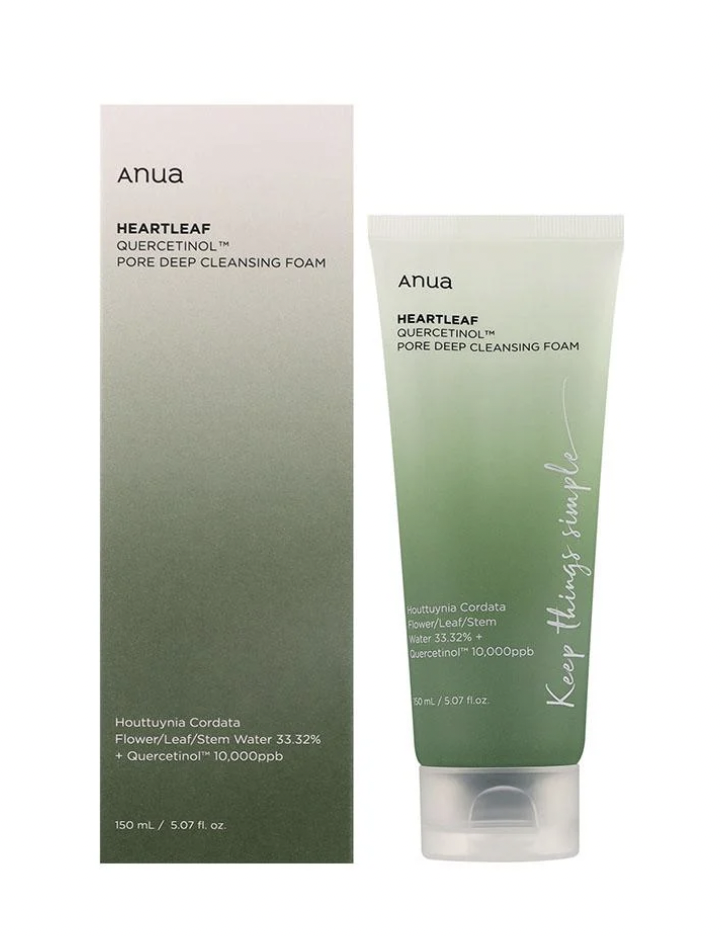 Anua
HEARTLEAF
QUERCETINOL™
PORE DEEP CLEANSING FOAM
Houttuynia Cordata
Flower/Leaf/Stem Water 33.32%
+ Quercetinol™ 10,000ppb
150 mL / 5.07 fl. oz.
Anua
HEARTLEAF
QUERCETINOL™
PORE DEEP CLEANSING FOAM
Keep things simple
Houttuynia Cordata
Flower/Leaf/Stem
Water 33.32% +
Quercetinol™ 10,000ppb
150 mL / 5.07 fl.oz.